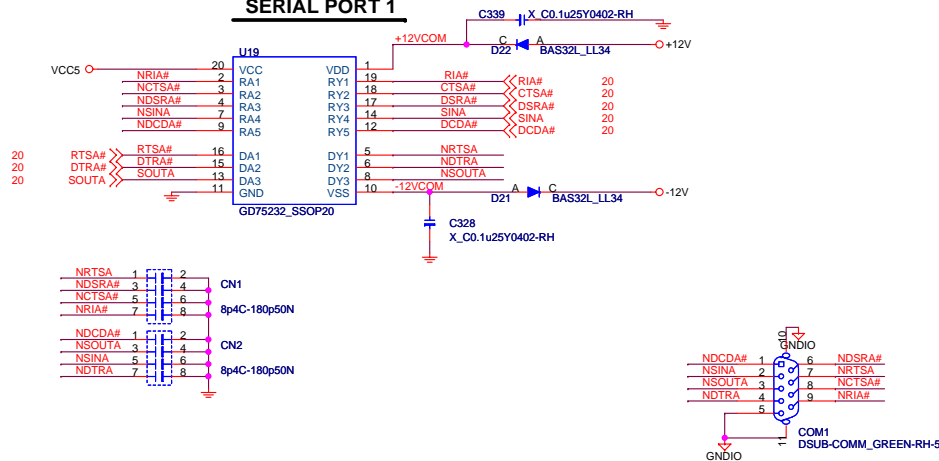 SERIAL PORT 1
C339 X_C0.1u25Y0402-RH
+12VCOM C A +12V
D22 BAS32L_LL34
U19
VCC5 20 VCC VDD 1
NRIA# 2 RA1 RY1 19 RIA# RIA# 20
NCTSA# 3 RA2 RY2 18 CTSA# CTSA# 20
NDSRA# 4 RA3 RY3 17 DSRA# DSRA# 20
NSINA 7 RA4 RY4 14 SINA SINA 20
NDCDA# 9 RA5 RY5 12 DCDA# DCDA# 20
20 RTSA# RTSA# 16 DA1 DY1 5 NRTSA
20 DTRA# DTRA# 15 DA2 DY2 6 NDTRA
20 SOUTA SOUTA 13 DA3 DY3 8 NSOUTA
11 GND VSS 10 -12VCOM A C -12V
D21 BAS32L_LL34
GD75232_SSOP20
C328
X_C0.1u25Y0402-RH
NRTSA 1 2
NDSRA# 3 4 CN1
NCTSA# 5 6
NRIA# 7 8 8p4C-180p50N
NDCDA# 1 2
NSOUTA 3 4 CN2
NSINA 5 6
NDTRA 7 8 8p4C-180p50N
10
GNDIO
NDCDA# 1 6 NDSRA#
NSINA 2 7 NRTSA
NSOUTA 3 8 NCTSA#
NDTRA 4 9 NRIA#
5
11
COM1
DSUB-COMM_GREEN-RH-5
GNDIO